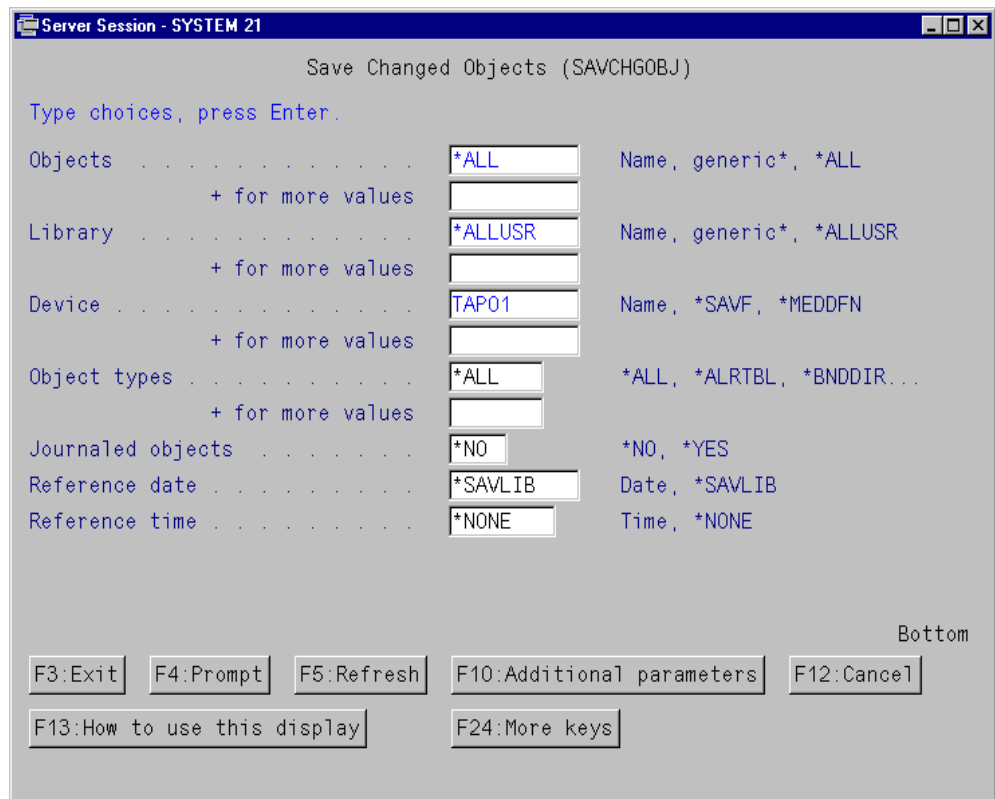 Server Session - SYSTEM 21
Save Changed Objects (SAVCHGOBJ)
Type choices, press Enter.
Objects . . . . . . . . . . . . *ALL Name, generic*, *ALL
+ for more values
Library . . . . . . . . . . . . *ALLUSR Name, generic*, *ALLUSR
+ for more values
Device . . . . . . . . . . . . . TAP01 Name, *SAVF, *MEDDFN
+ for more values
Object types . . . . . . . . . . *ALL *ALL, *ALRTBL, *BNDDIR...
+ for more values
Journaled objects . . . . . . . *NO *NO, *YES
Reference date . . . . . . . . . *SAVLIB Date, *SAVLIB
Reference time . . . . . . . . . *NONE Time, *NONE
Bottom
F3:Exit F4:Prompt F5:Refresh F10:Additional parameters F12:Cancel
F13:How to use this display F24:More keys